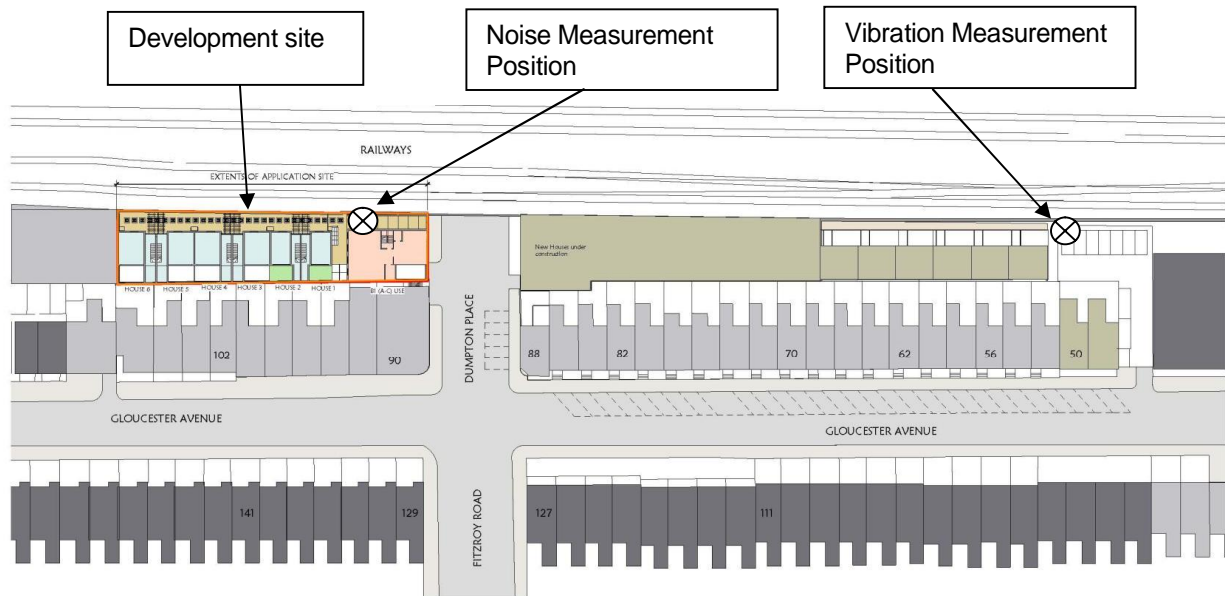 Development site
Noise Measurement
Position
Vibration Measurement
Position
RAILWAYS
EXTENTS OF APPLICATION SITE
New Houses under
construction
HOUSE 6
HOUSE 5
HOUSE 4
HOUSE 3
HOUSE 2
HOUSE 1
B1 (A-C) USE
DUMPTON PLACE
102
90
88
82
70
62
56
50
GLOUCESTER AVENUE
GLOUCESTER AVENUE
FITZROY ROAD
141
129
127
111